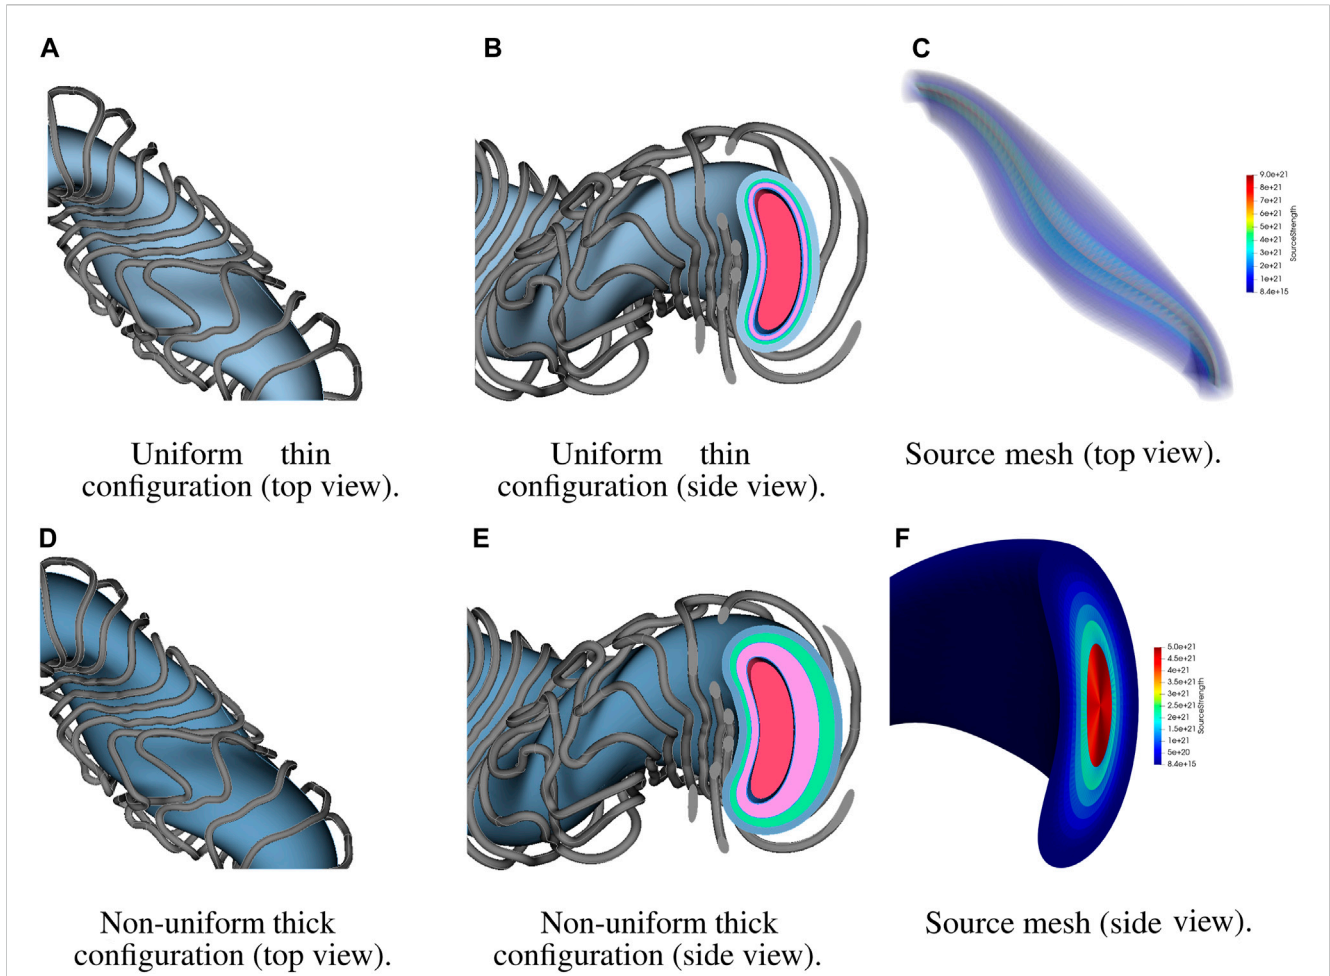 A
B
C
9.0e+21
8e+21
7e+21
6e+21
5e+21
4e+21
3e+21
2e+21
1e+21
8.4e+15
SourceStrength
Uniform thin
configuration (top view).
Uniform thin
configuration (side view).
Source mesh (top view).
D
E
F
5.0e+21
4.5e+21
4e+21
3.5e+21
3e+21
2.5e+21
2e+21
1.5e+21
1e+21
5e+20
8.4e+15
SourceStrength
Non-uniform thick
configuration (top view).
Non-uniform thick
configuration (side view).
Source mesh (side view).